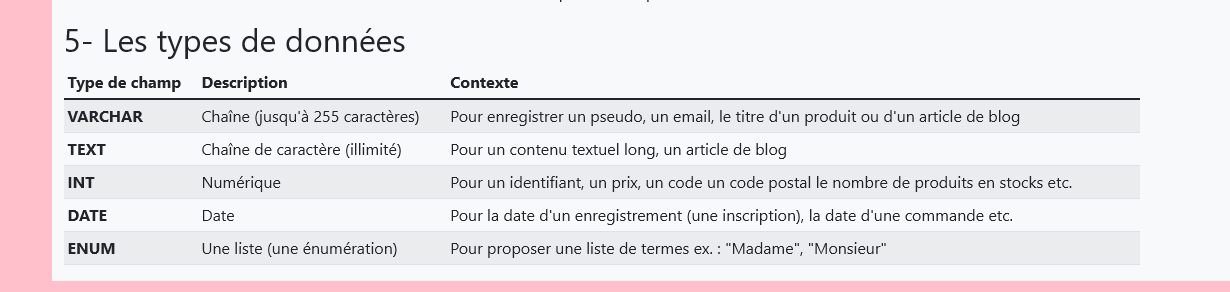 5- Les types de données
Type de champ Description Contexte
VARCHAR Chaîne (jusqu'à 255 caractères) Pour enregistrer un pseudo, un email, le titre d'un produit ou d'un article de blog
TEXT Chaîne de caractère (illimité) Pour un contenu textuel long, un article de blog
INT Numérique Pour un identifiant, un prix, un code un code postal le nombre de produits en stocks etc.
DATE Date Pour la date d'un enregistrement (une inscription), la date d'une commande etc.
ENUM Une liste (une énumération) Pour proposer une liste de termes ex. : "Madame", "Monsieur"